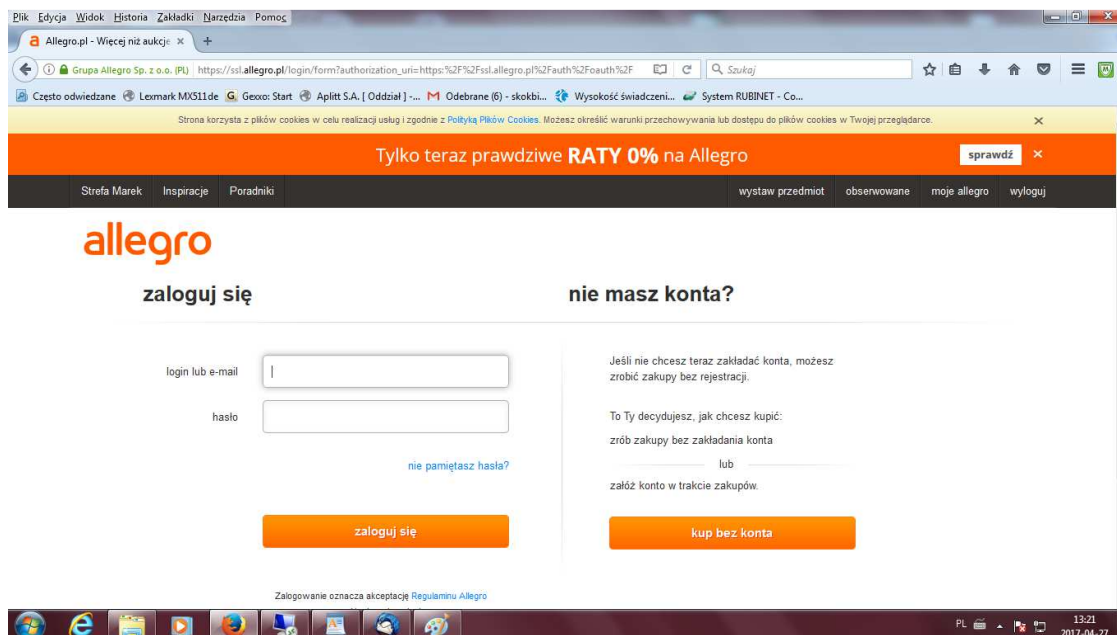 Plik Edycja Widok Historia Zakładki Narzędzia Pomoc
a Allegro.pl - Więcej niż aukcje × +
Grupa Allegro Sp. z o.o. (PL) https://ssl.allegro.pl/login/form?authorization_uri=https:%2F%2Fssl.allegro.pl%2Fauth%2Foauth%2F Szukaj
Często odwiedzane Lexmark MX511de G. Gexxo: Start Aplitt S.A. [ Oddział ] -... M Odebrane (6) - skokbi... Wysokość świadczeni... System RUBINET - Co...
Strona korzysta z plików cookies w celu realizacji usług i zgodnie z Polityką Plików Cookies. Możesz określić warunki przechowywania lub dostępu do plików cookies w Twojej przeglądarce. ×
Tylko teraz prawdziwe RATY 0% na Allegro sprawdź ×
Strefa Marek Inspiracje Poradniki wystaw przedmiot obserwowane moje allegro wyloguj
allegro
zaloguj się
login lub e-mail
hasło
nie pamiętasz hasła?
zaloguj się
Zalogowanie oznacza akceptację Regulaminu Allegro
nie masz konta?
Jeśli nie chcesz teraz zakładać konta, możesz
zrobić zakupy bez rejestracji.
To Ty decydujesz, jak chcesz kupić:
zrób zakupy bez zakładania konta
lub
załóż konto w trakcie zakupów.
kup bez konta
PL 13:21
2017-04-27